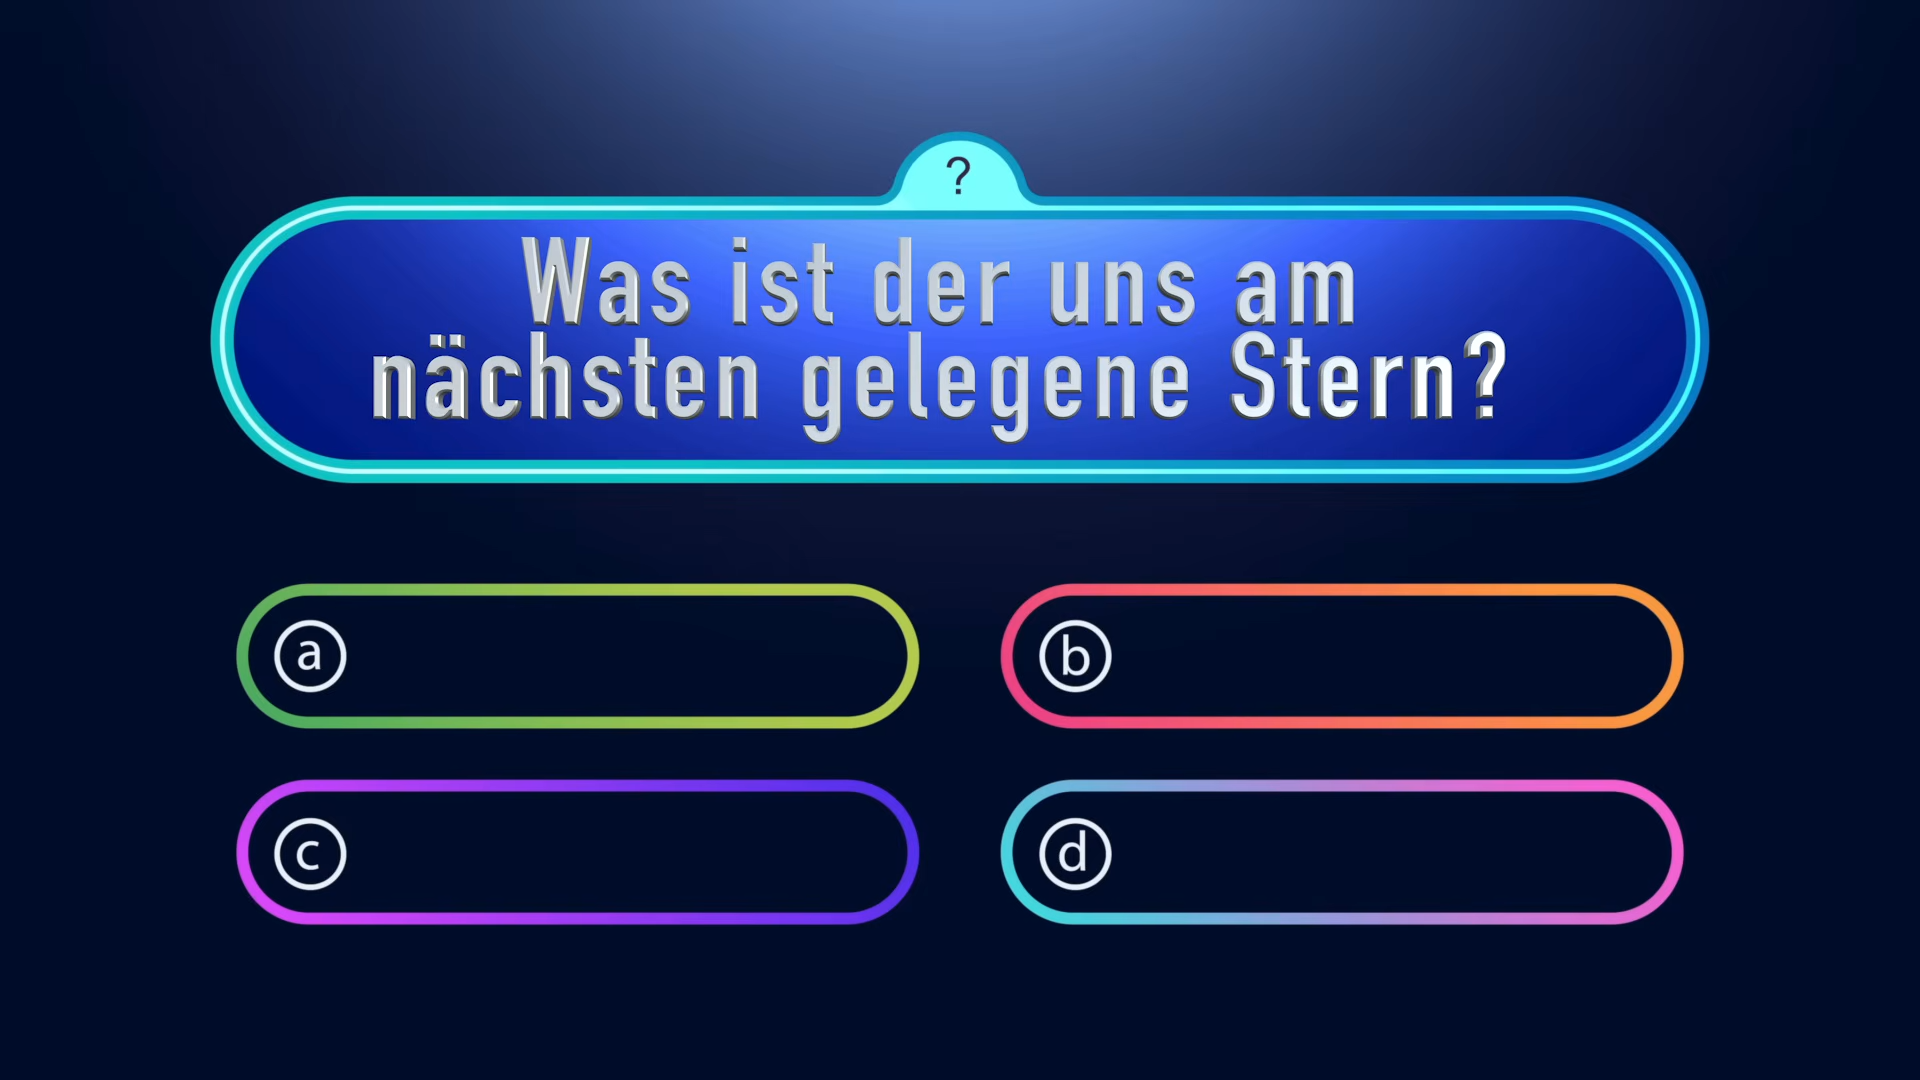 ?
Was ist der uns am
nächsten gelegene Stern?
a
b
c
d